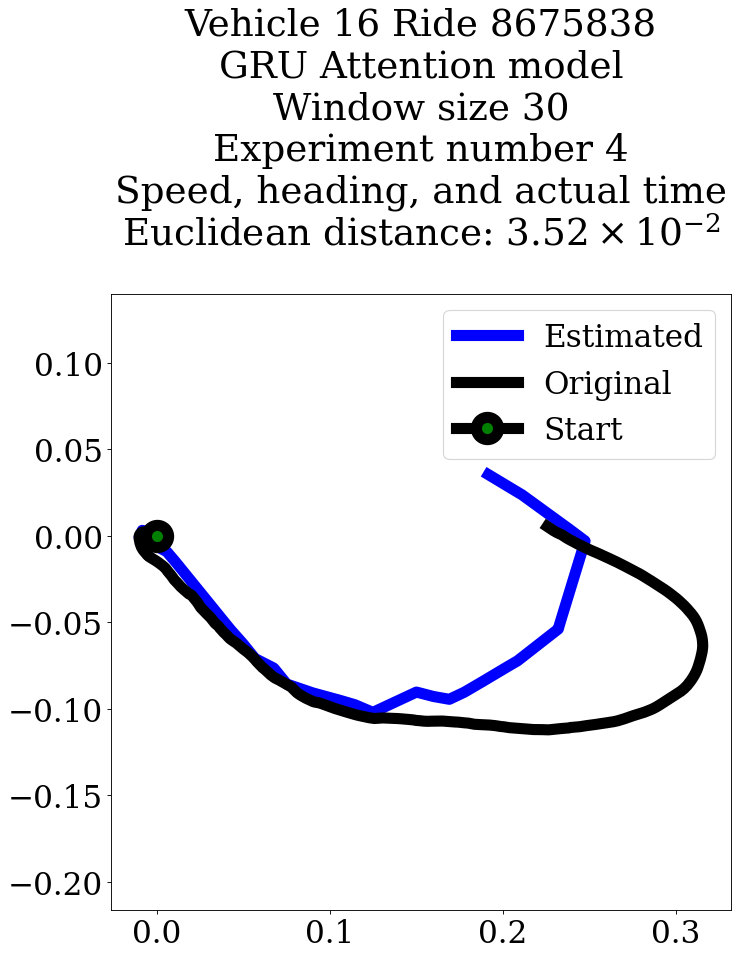 Vehicle 16 Ride 8675838
GRU Attention model
Window size 30
Experiment number 4
Speed, heading, and actual time
Euclidean distance: 3.52 × 10⁻²
Estimated
Original
Start
0.10
0.05
0.00
−0.05
−0.10
−0.15
−0.20
0.0 0.1 0.2 0.3